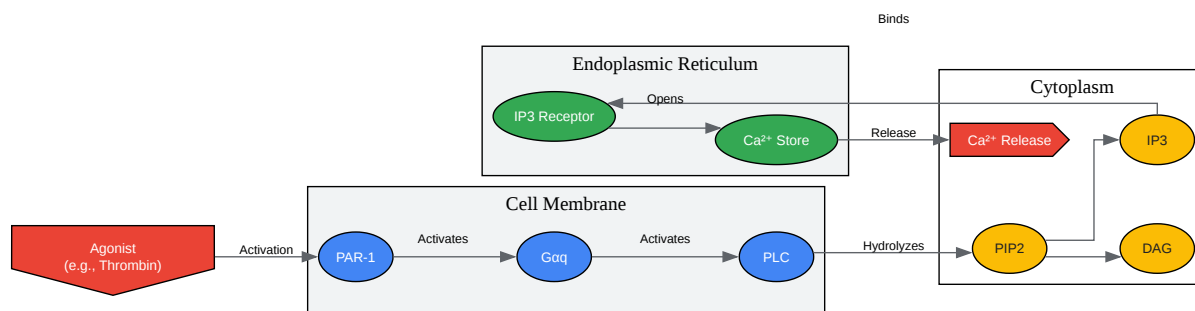 Binds
Endoplasmic Reticulum
IP3 Receptor
Opens
Ca²⁺ Store
Release
Cytoplasm
Ca²⁺ Release
IP3
Cell Membrane
Agonist
(e.g., Thrombin)
Activation
PAR-1
Activates
Gαq
Activates
PLC
Hydrolyzes
PIP2
DAG